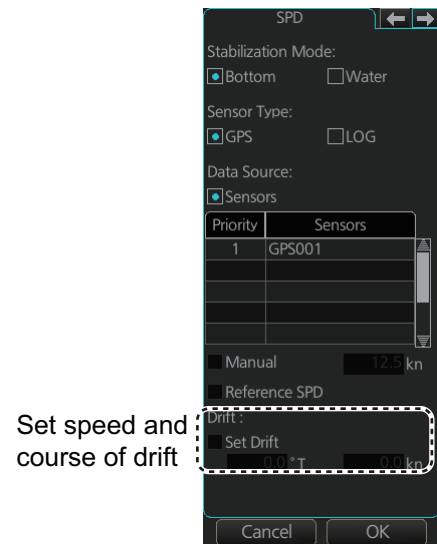 SPD
Stabilization Mode:
Bottom Water
Sensor Type:
GPS LOG
Data Source:
Sensors
Priority Sensors
1 GPS001
Manual 12.5 kn
Reference SPD
Drift :
Set Drift
0.0 °T 0.0 kn
Set speed and
course of drift
Cancel OK